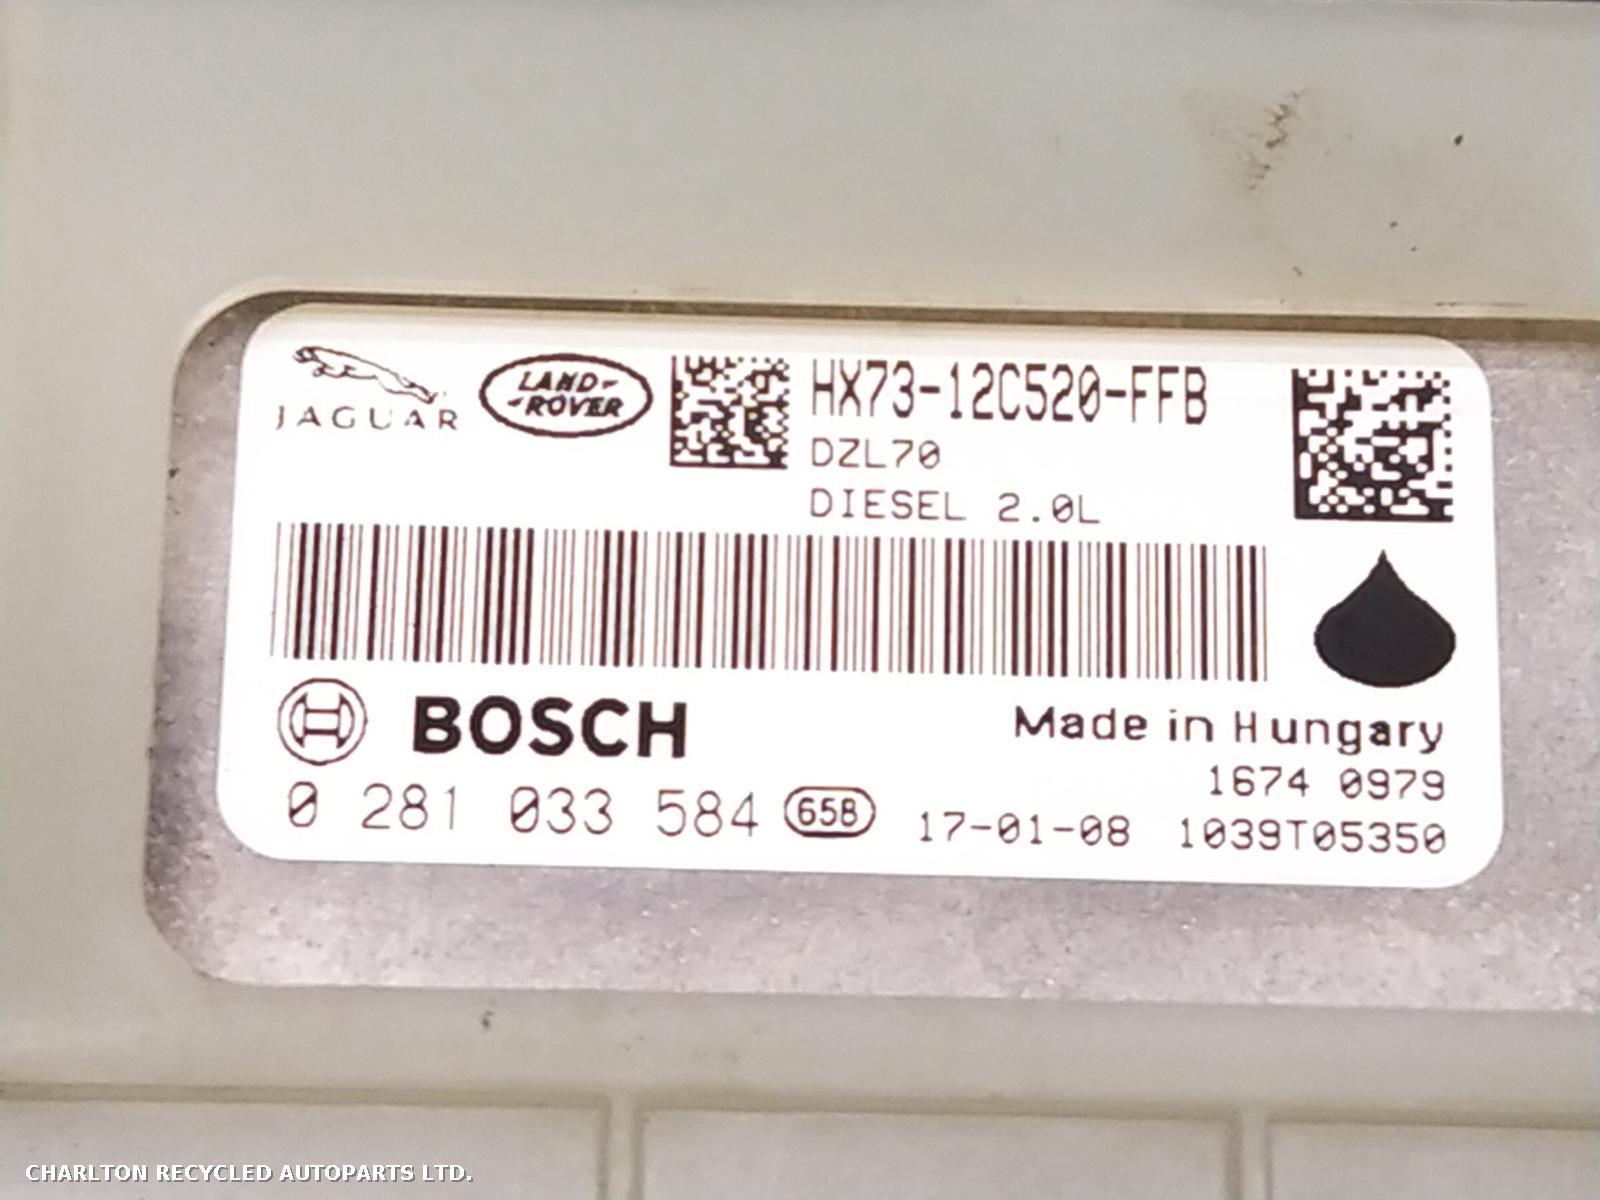 JAGUAR
LAND-
-ROVER
HX73-12C520-FFB
DZL70
DIESEL 2.0L
BOSCH
Made in Hungary
1674 0979
0 281 033 584 658 17-01-08 1039T05350
CHARLTON RECYCLED AUTOPARTS LTD.